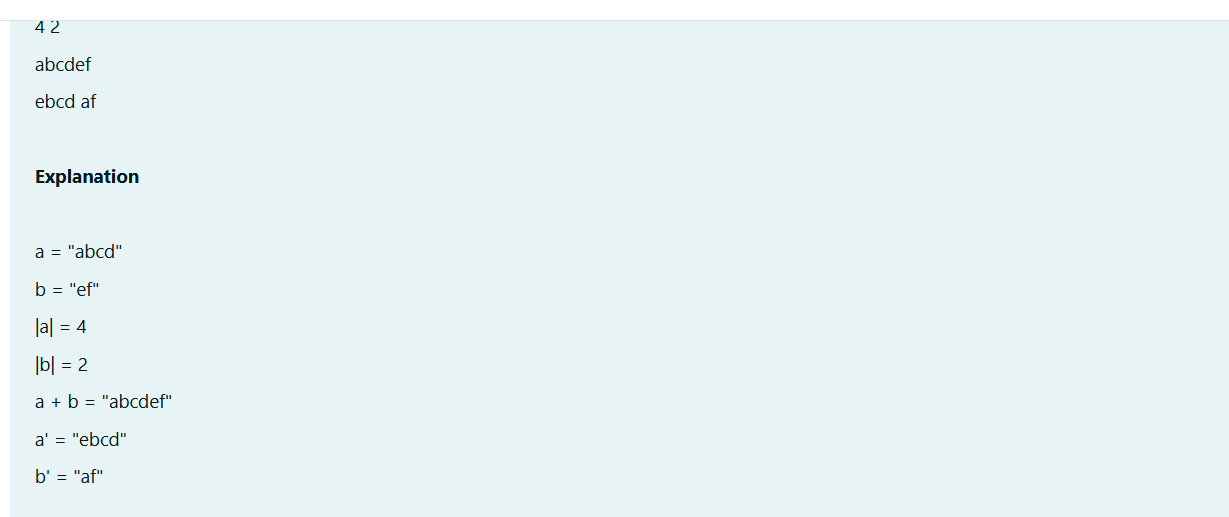 4 2
abcdef
ebcd af
Explanation
a = "abcd"
b = "ef"
|a| = 4
|b| = 2
a + b = "abcdef"
a' = "ebcd"
b' = "af"